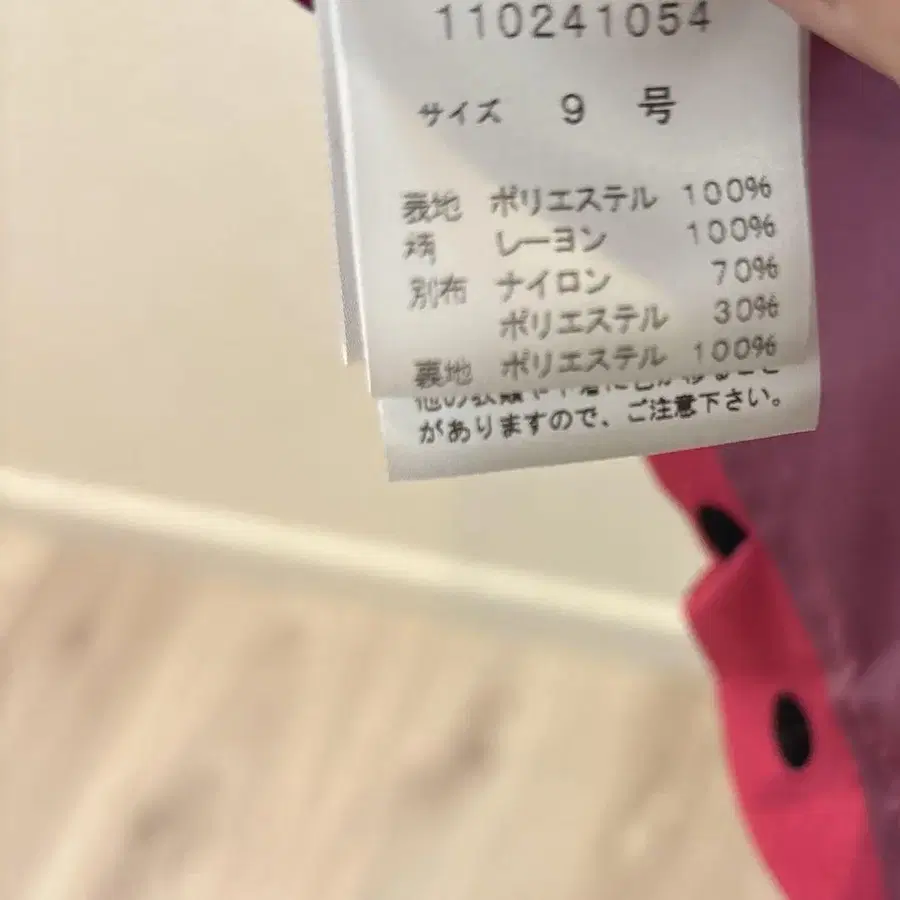 110241054
サイズ 9 号
表地 ポリエステル 100%
レーヨン 100%
別布 ナイロン 70%
ポリエステル 30%
裏地 ポリエステル 100%
がありますので、ご注意下さい。